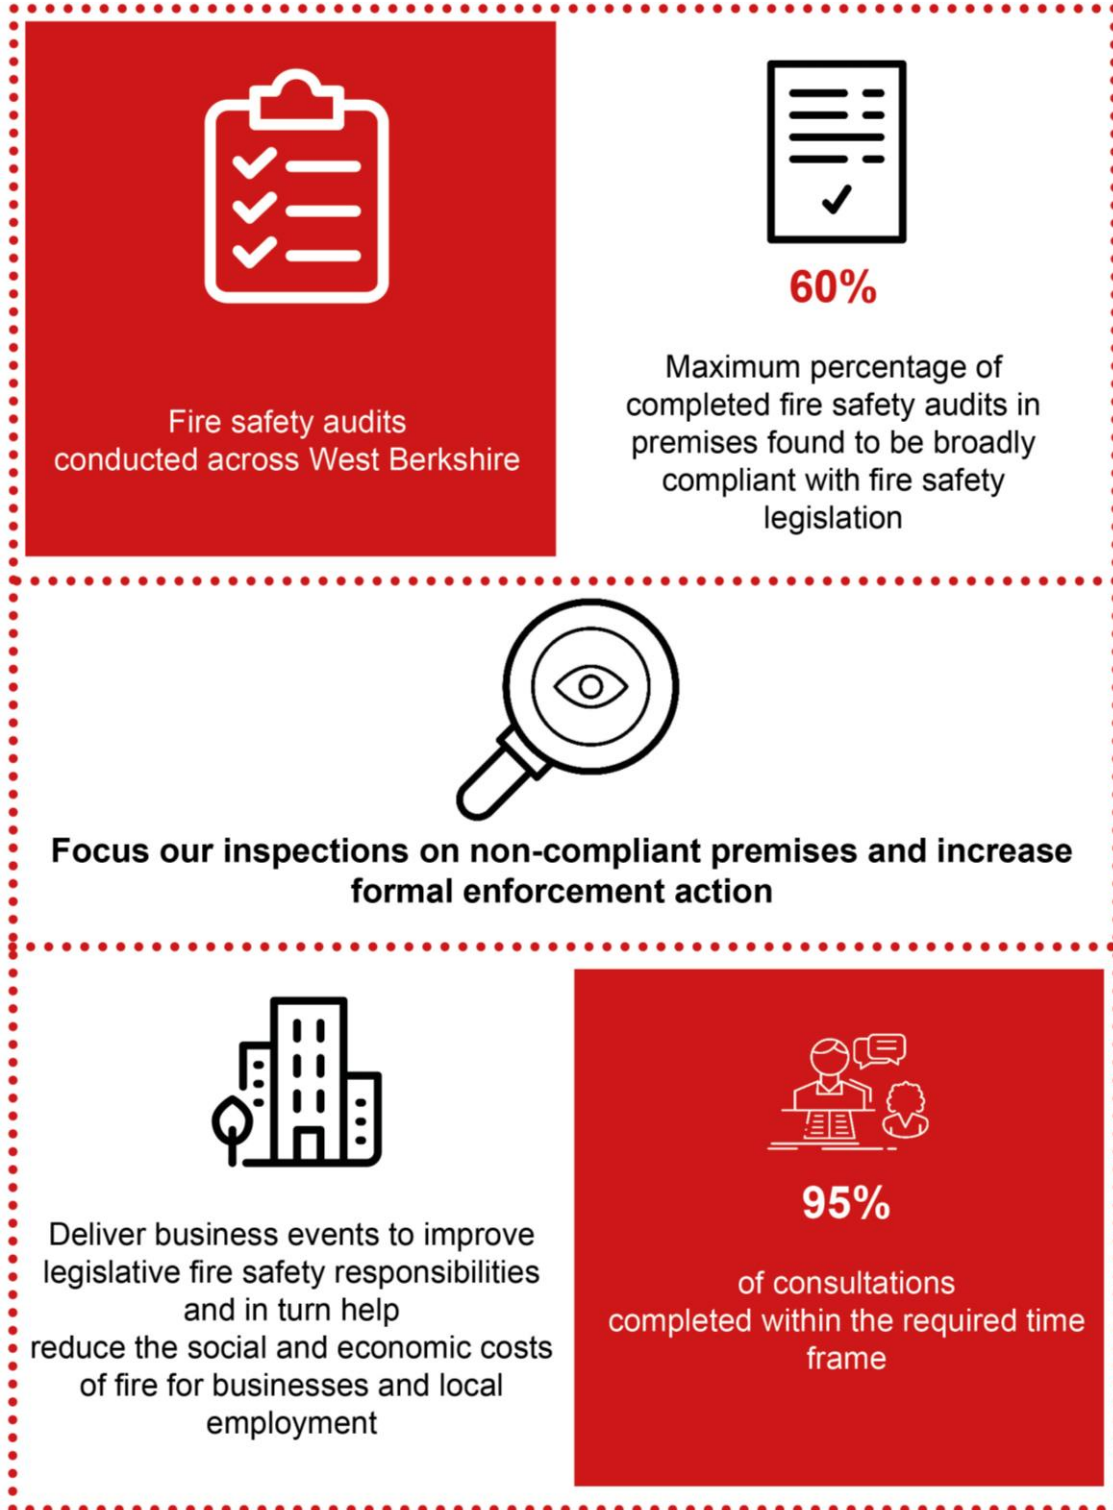 Fire safety audits
conducted across West Berkshire
60%
Maximum percentage of
completed fire safety audits in
premises found to be broadly
compliant with fire safety
legislation
Focus our inspections on non-compliant premises and increase
formal enforcement action
Deliver business events to improve
legislative fire safety responsibilities
and in turn help
reduce the social and economic costs
of fire for businesses and local
employment
95%
of consultations
completed within the required time
frame